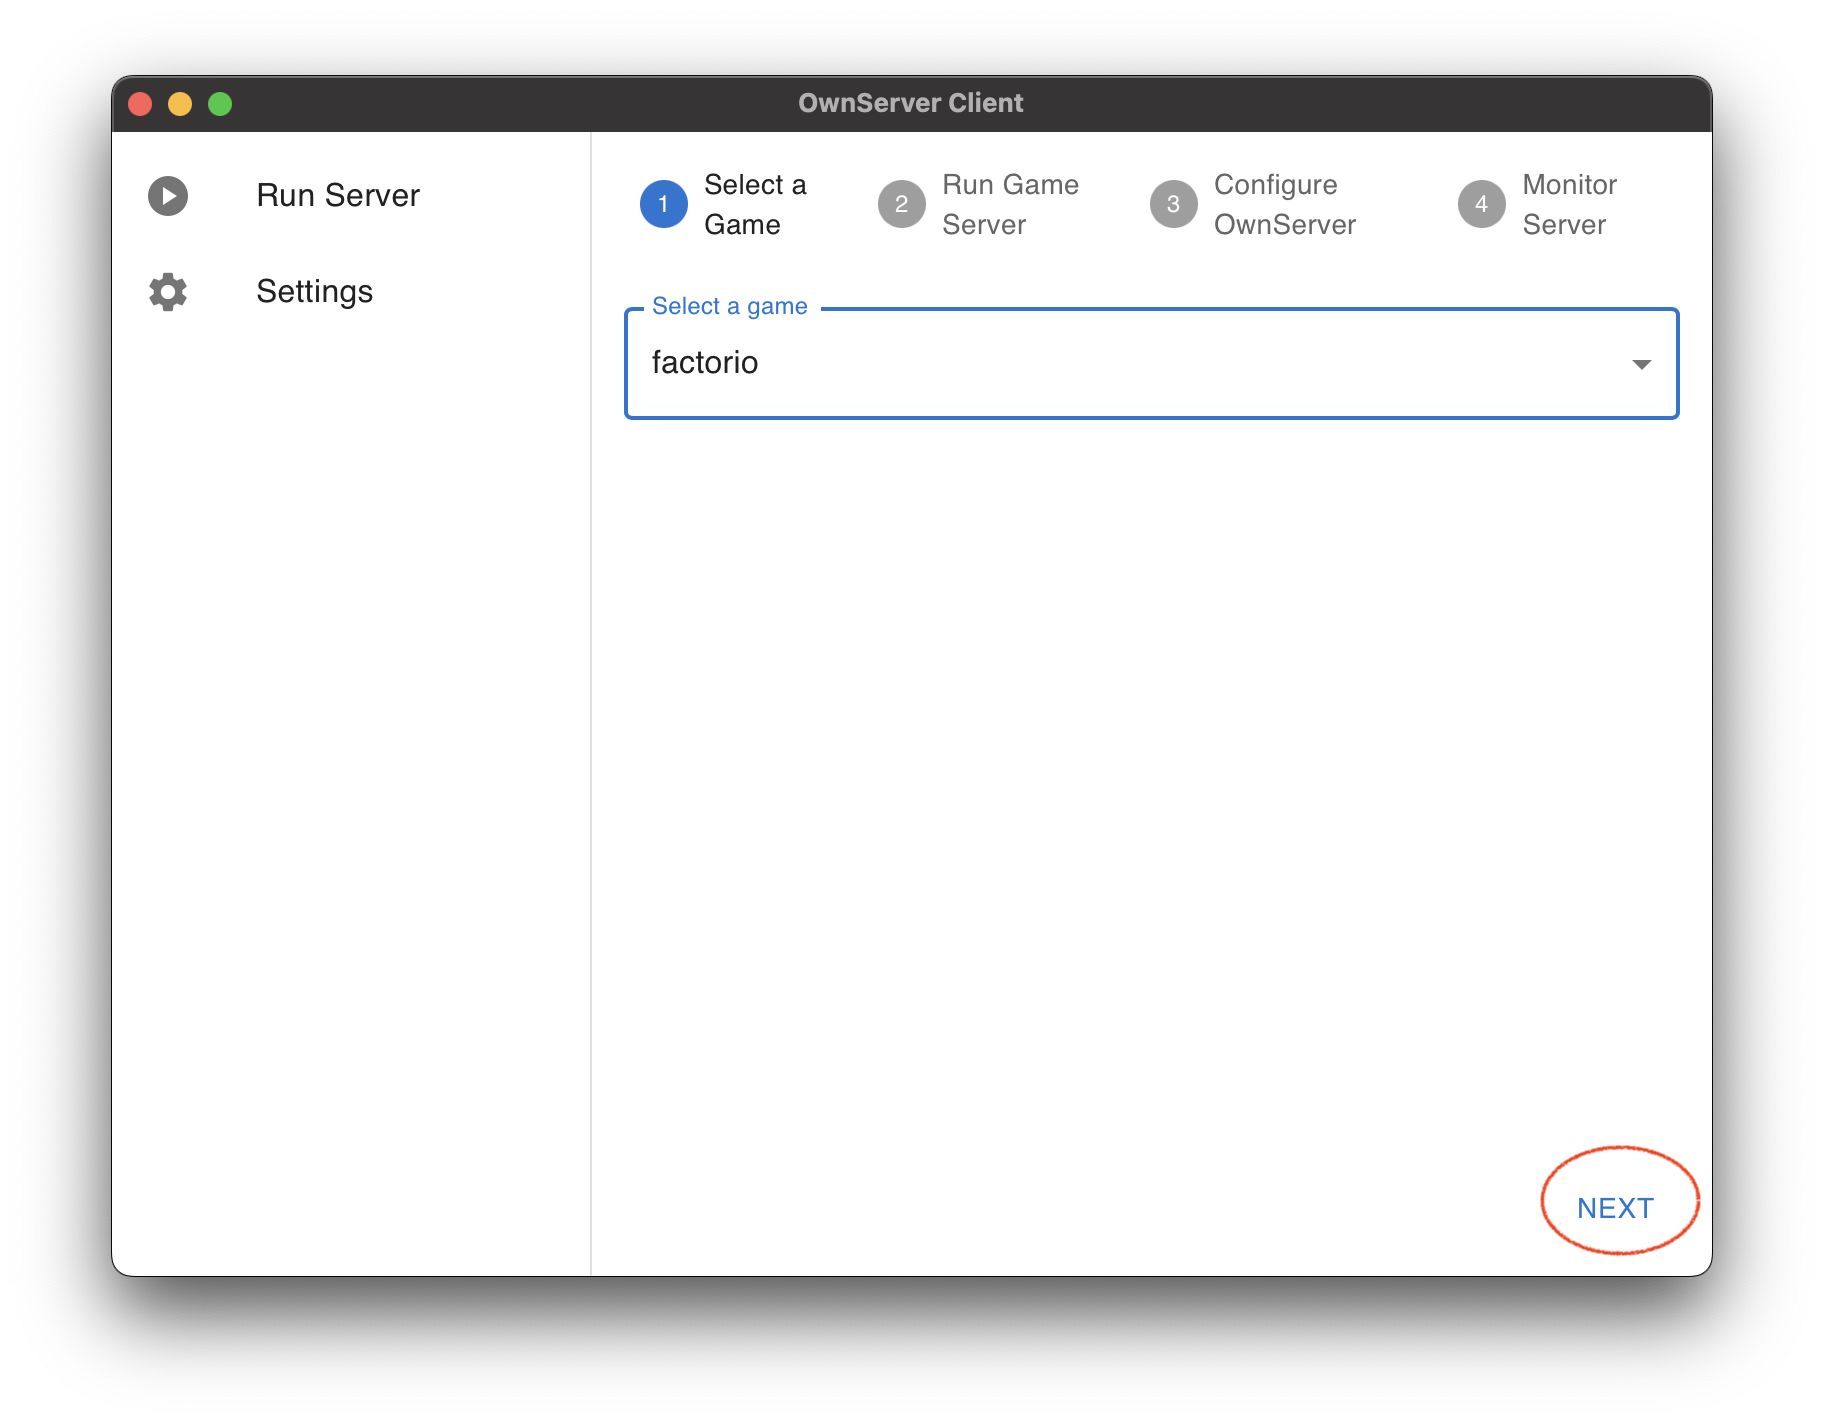 OwnServer Client
Run Server
Settings
1
Select a
Game
2
Run Game
Server
3
Configure
OwnServer
4
Monitor
Server
Select a game
factorio
NEXT